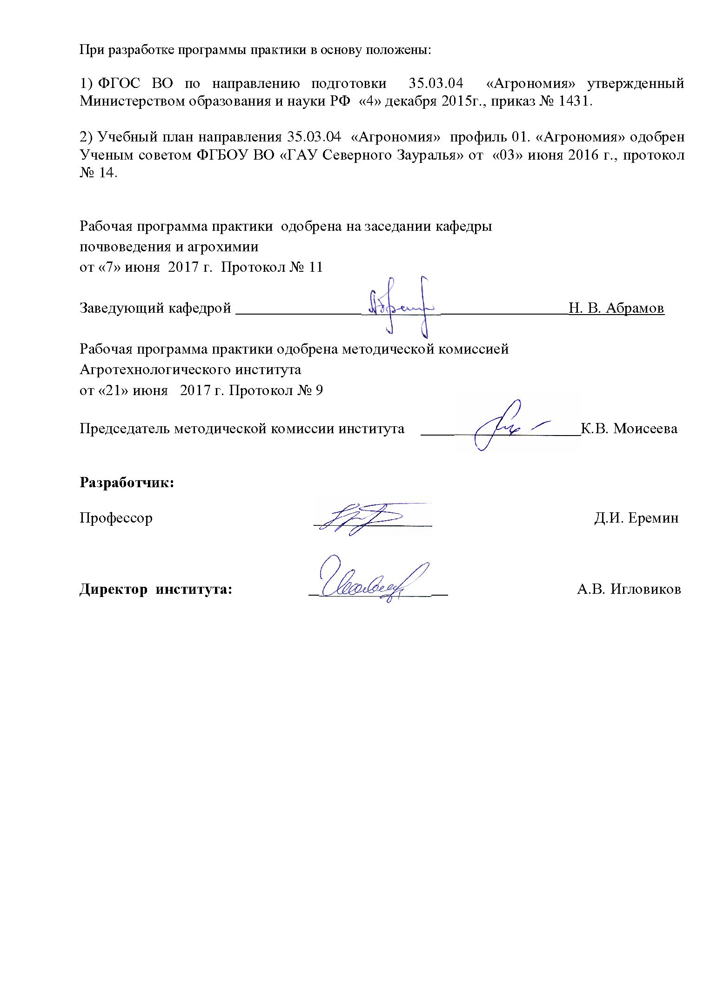 При разработке программы практики в основу положены:
1) ФГОС ВО по направлению подготовки 35.03.04 «Агрономия» утвержденный
Министерством образования и науки РФ «4» декабря 2015г., приказ № 1431.
2) Учебный план направления 35.03.04 «Агрономия» профиль 01. «Агрономия» одобрен
Ученым советом ФГБОУ ВО «ГАУ Северного Зауралья» от «03» июня 2016 г., протокол
№ 14.
Рабочая программа практики одобрена на заседании кафедры
почвоведения и агрохимии
от «7» июня 2017 г. Протокол № 11
Заведующий кафедрой Н. В. Абрамов
Рабочая программа практики одобрена методической комиссией
Агротехнологического института
от «21» июня 2017 г. Протокол № 9
Председатель методической комиссии института К.В. Моисеева
Разработчик:
Профессор Д.И. Еремин
Директор института: А.В. Игловиков